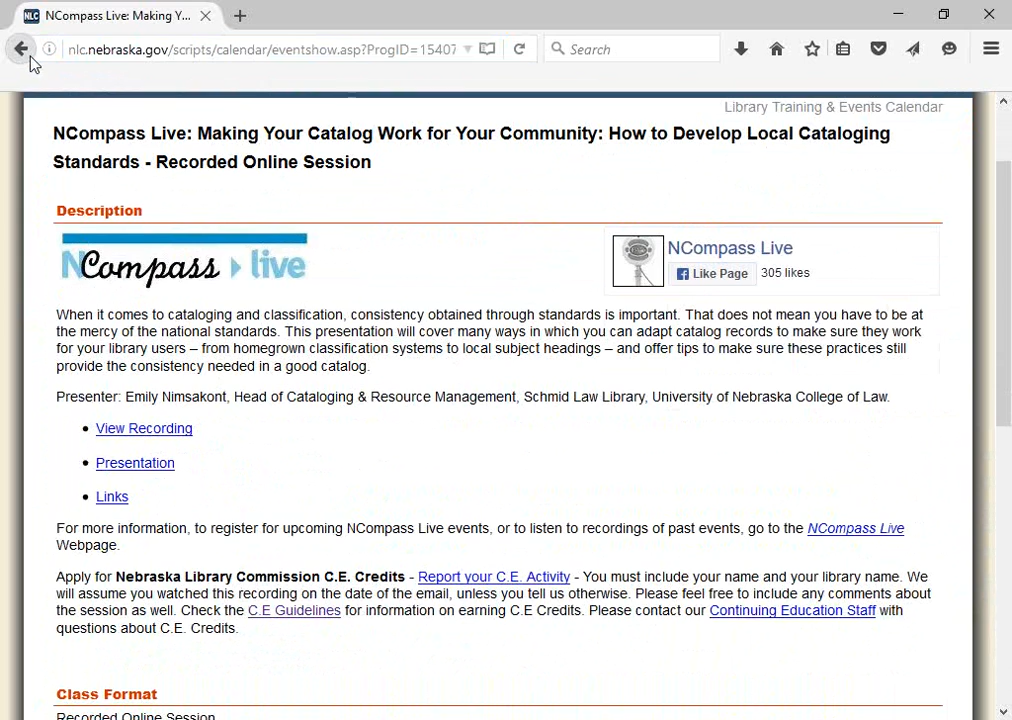 NLC NCompass Live: Making Y...
nlc.nebraska.gov/scripts/calendar/eventshow.asp?ProgID=15407
Search
Library Training & Events Calendar
NCompass Live: Making Your Catalog Work for Your Community: How to Develop Local Cataloging
Standards - Recorded Online Session
Description
NCompass live
NCompass Live
Like Page 305 likes
When it comes to cataloging and classification, consistency obtained through standards is important. That does not mean you have to be at
the mercy of the national standards. This presentation will cover many ways in which you can adapt catalog records to make sure they work
for your library users – from homegrown classification systems to local subject headings – and offer tips to make sure these practices still
provide the consistency needed in a good catalog.
Presenter: Emily Nimsakont, Head of Cataloging & Resource Management, Schmid Law Library, University of Nebraska College of Law.
• View Recording
• Presentation
• Links
For more information, to register for upcoming NCompass Live events, or to listen to recordings of past events, go to the NCompass Live
Webpage.
Apply for Nebraska Library Commission C.E. Credits - Report your C.E. Activity - You must include your name and your library name. We
will assume you watched this recording on the date of the email, unless you tell us otherwise. Please feel free to include any comments about
the session as well. Check the C.E Guidelines for information on earning C.E Credits. Please contact our Continuing Education Staff with
questions about C.E. Credits.
Class Format
Recorded Online Session